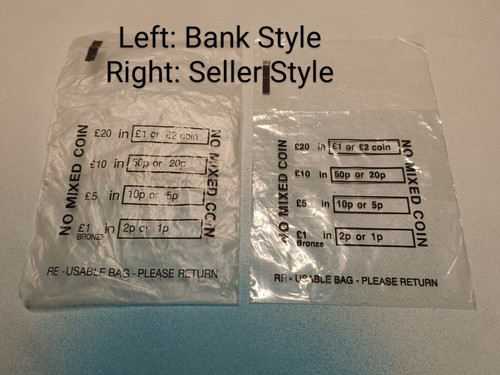 Left: Bank Style
Right: Seller Style
NO MIXED COIN
£20 in £1 or £2 coin
£10 in 50p or 20p
£5 in 10p or 5p
£1 in 2p or 1p
BRONZE
NO MIXED COIN
RE - USABLE BAG - PLEASE RETURN
NO MIXED COIN
£20 in £1 or £2 coin
£10 in 50p or 20p
£5 in 10p or 5p
£1 in 2p or 1p
Bronze
NO MIXED COIN
RE - USABLE BAG - PLEASE RETURN